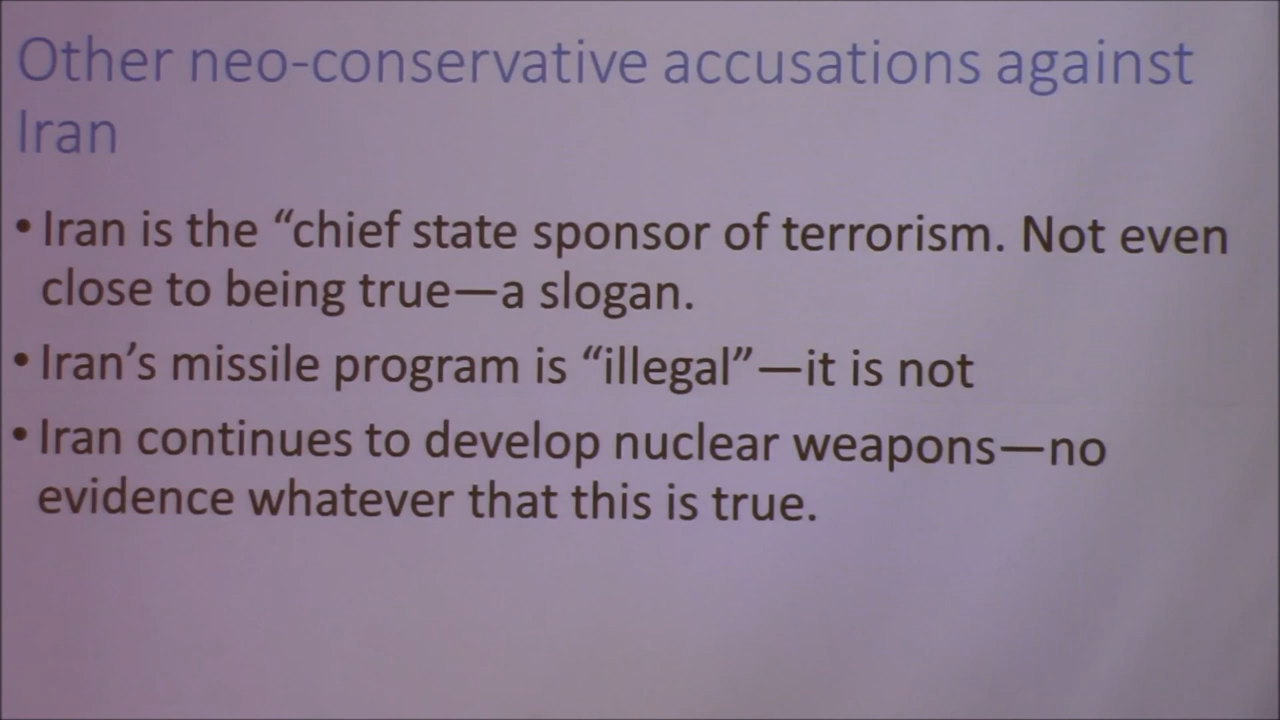 Other neo-conservative accusations against
Iran
• Iran is the “chief state sponsor of terrorism. Not even
close to being true—a slogan.
• Iran’s missile program is “illegal”—it is not
• Iran continues to develop nuclear weapons—no
evidence whatever that this is true.